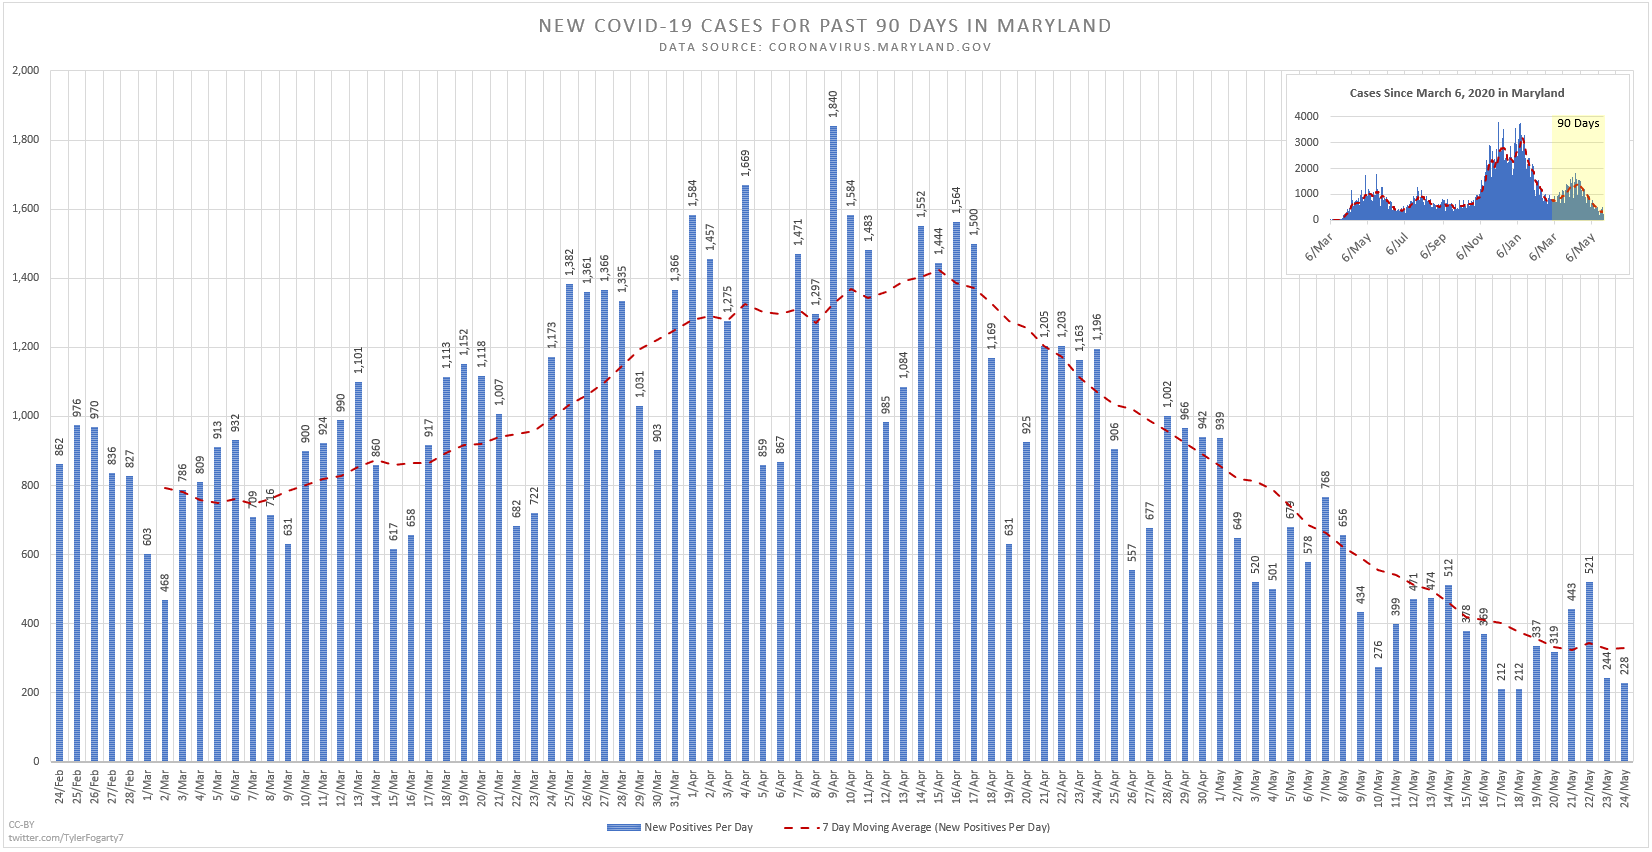 NEW COVID-19 CASES FOR PAST 90 DAYS IN MARYLAND
DATA SOURCE: CORONAVIRUS.MARYLAND.GOV
2,000
1,800
1,600
1,400
1,200
1,000
800
600
400
200
0
862
976
970
836
827
603
468
786
809
913
932
709
716
631
900
924
990
1,101
860
617
658
917
1,113
1,152
1,118
1,007
682
722
1,173
1,382
1,361
1,366
1,335
1,031
903
1,366
1,584
1,457
1,275
1,669
859
867
1,471
1,297
1,840
1,584
1,483
985
1,084
1,552
1,444
1,564
1,500
1,169
631
925
1,205
1,203
1,163
1,196
906
557
677
1,002
966
942
939
649
520
501
679
578
768
656
434
276
399
471
474
512
378
369
212
212
337
319
443
521
244
228
Cases Since March 6, 2020 in Maryland
90 Days
4000
3000
2000
1000
0
6/Mar
6/May
6/Jul
6/Sep
6/Nov
6/Jan
6/Mar
6/May
24/Feb
25/Feb
26/Feb
27/Feb
28/Feb
1/Mar
2/Mar
3/Mar
4/Mar
5/Mar
6/Mar
7/Mar
8/Mar
9/Mar
10/Mar
11/Mar
12/Mar
13/Mar
14/Mar
15/Mar
16/Mar
17/Mar
18/Mar
19/Mar
20/Mar
21/Mar
22/Mar
23/Mar
24/Mar
25/Mar
26/Mar
27/Mar
28/Mar
29/Mar
30/Mar
31/Mar
1/Apr
2/Apr
3/Apr
4/Apr
5/Apr
6/Apr
7/Apr
8/Apr
9/Apr
10/Apr
11/Apr
12/Apr
13/Apr
14/Apr
15/Apr
16/Apr
17/Apr
18/Apr
19/Apr
20/Apr
21/Apr
22/Apr
23/Apr
24/Apr
25/Apr
26/Apr
27/Apr
28/Apr
29/Apr
30/Apr
1/May
2/May
3/May
4/May
5/May
6/May
7/May
8/May
9/May
10/May
11/May
12/May
13/May
14/May
15/May
16/May
17/May
18/May
19/May
20/May
21/May
22/May
23/May
24/May
CC-BY
twitter.com/TylerFogarty7
New Positives Per Day
7 Day Moving Average (New Positives Per Day)